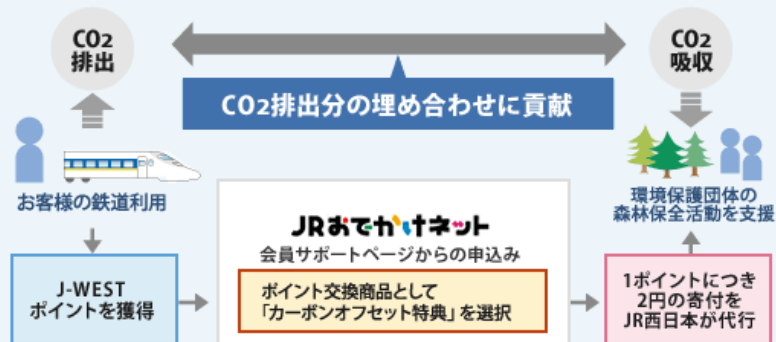 CO2
排出
CO2
吸収
CO2排出分の埋め合わせに貢献
お客様の鉄道利用
環境保護団体の
森林保全活動を支援
J-WEST
ポイントを獲得
JRおでかけネット
会員サポートページからの申込み
ポイント交換商品として
「カーボンオフセット特典」を選択
1ポイントにつき
2円の寄付を
JR西日本が代行